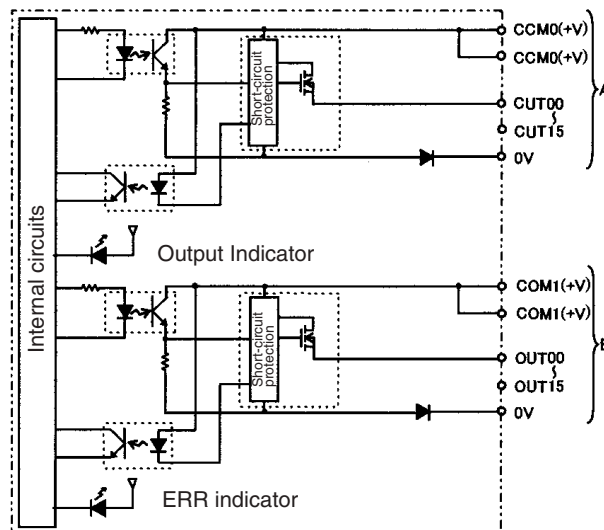 CCM0(+V)
CCM0(+V)
A
Short-circuit
protection
CUT00
CUT15
0V
Internal circuits
Output Indicator
COM1(+V)
COM1(+V)
B
Short-circuit
protection
OUT00
OUT15
0V
ERR indicator